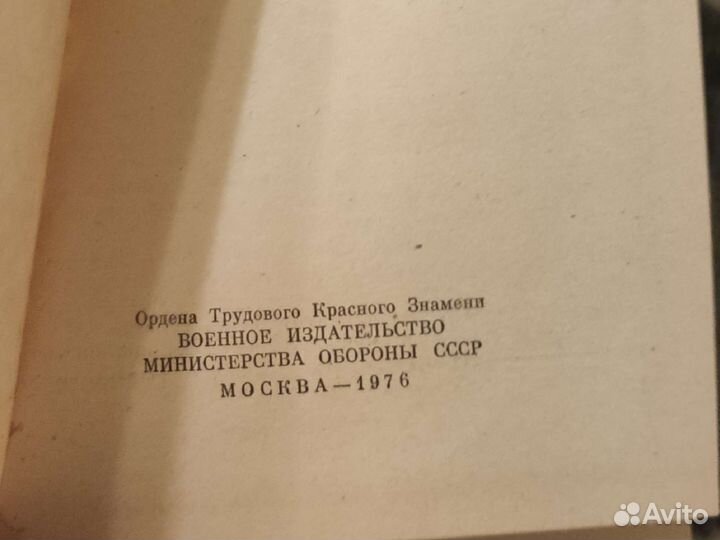 Ордена Трудового Красного Знамени
ВОЕННОЕ ИЗДАТЕЛЬСТВО
МИНИСТЕРСТВА ОБОРОНЫ СССР
МОСКВА—1976
Avito